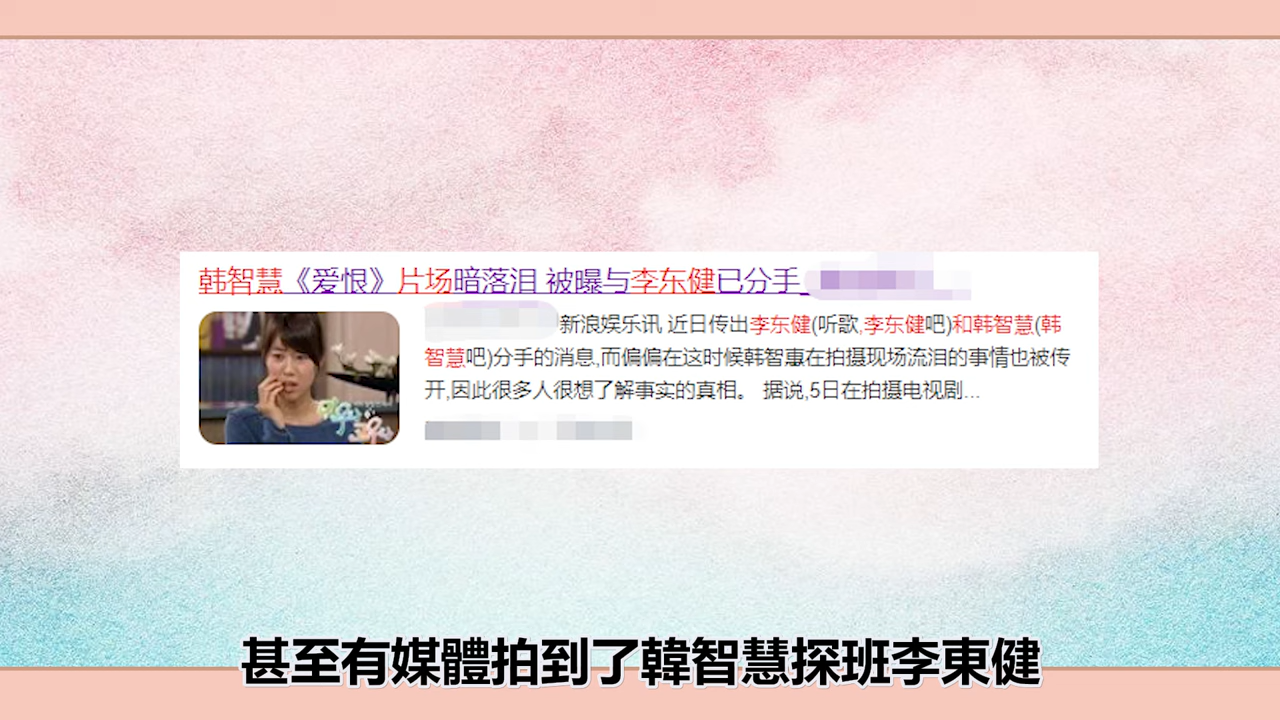 韩智慧《爱恨》片场暗落泪 被曝与李东健已分手_
新浪娱乐讯 近日传出李东健(听歌,李东健吧)和韩智慧(韩
智慧吧)分手的消息,而偏偏在这时候韩智惠在拍摄现场流泪的事情也被传
开,因此很多人很想了解事实的真相。 据说,5日在拍摄电视剧...
甚至有媒體拍到了韓智慧探班李東健